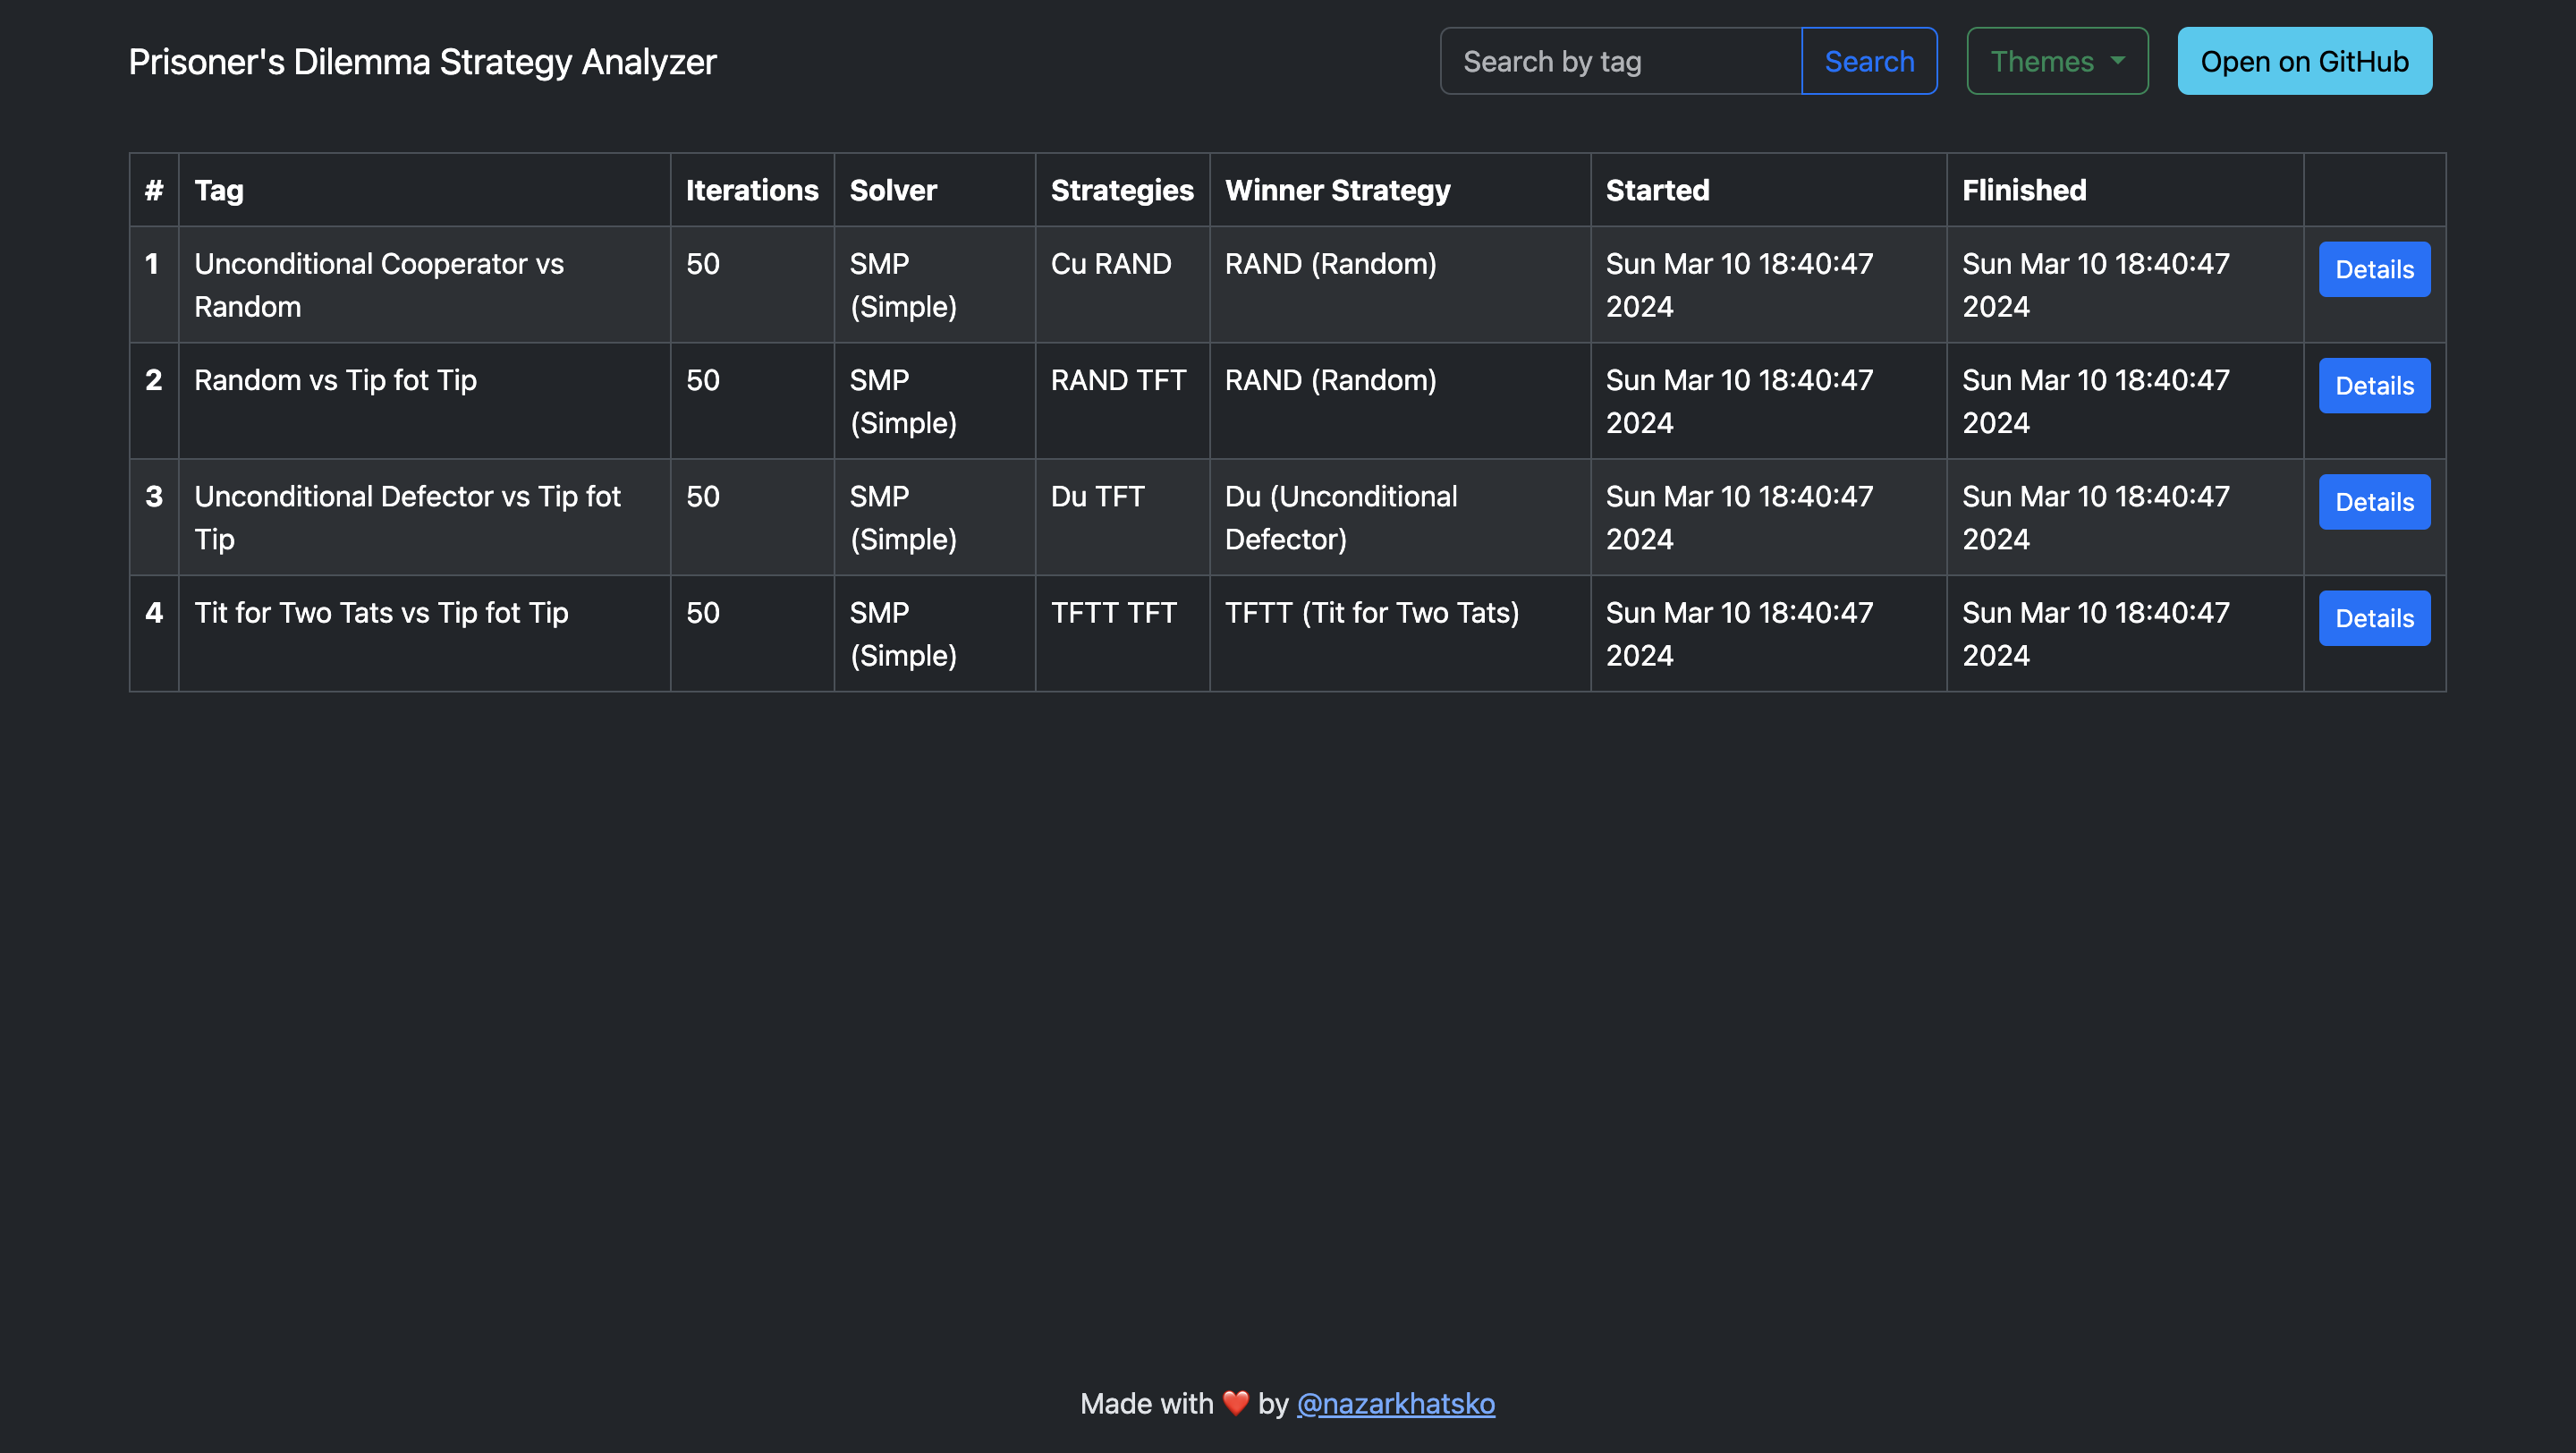 Prisoner's Dilemma Strategy Analyzer Search by tag Search Themes Open on GitHub
# Tag Iterations Solver Strategies Winner Strategy Started Flinished
1 Unconditional Cooperator vs 50 SMP Cu RAND RAND (Random) Sun Mar 10 18:40:47 Sun Mar 10 18:40:47 Details
Random (Simple) 2024 2024
2 Random vs Tip fot Tip 50 SMP RAND TFT RAND (Random) Sun Mar 10 18:40:47 Sun Mar 10 18:40:47 Details
(Simple) 2024 2024
3 Unconditional Defector vs Tip fot 50 SMP Du TFT Du (Unconditional Sun Mar 10 18:40:47 Sun Mar 10 18:40:47 Details
Tip (Simple) Defector) 2024 2024
4 Tit for Two Tats vs Tip fot Tip 50 SMP TFTT TFT TFTT (Tit for Two Tats) Sun Mar 10 18:40:47 Sun Mar 10 18:40:47 Details
(Simple) 2024 2024
Made with ❤️ by @nazarkhatsko